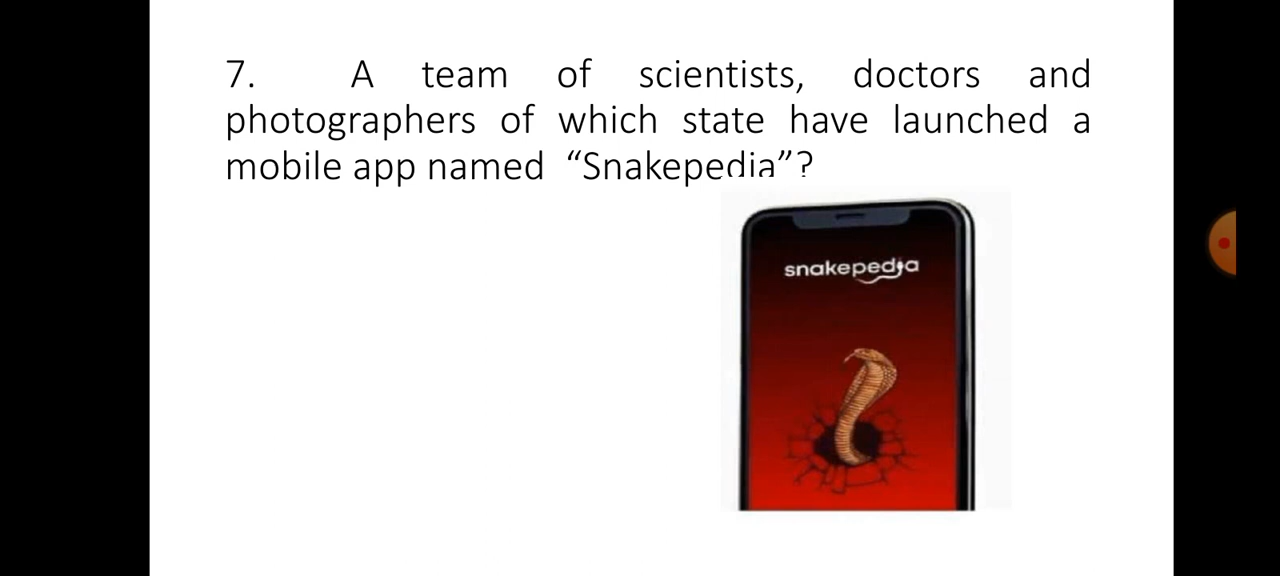 7. A team of scientists, doctors and
photographers of which state have launched a
mobile app named “Snakepedia”?
snakepedia